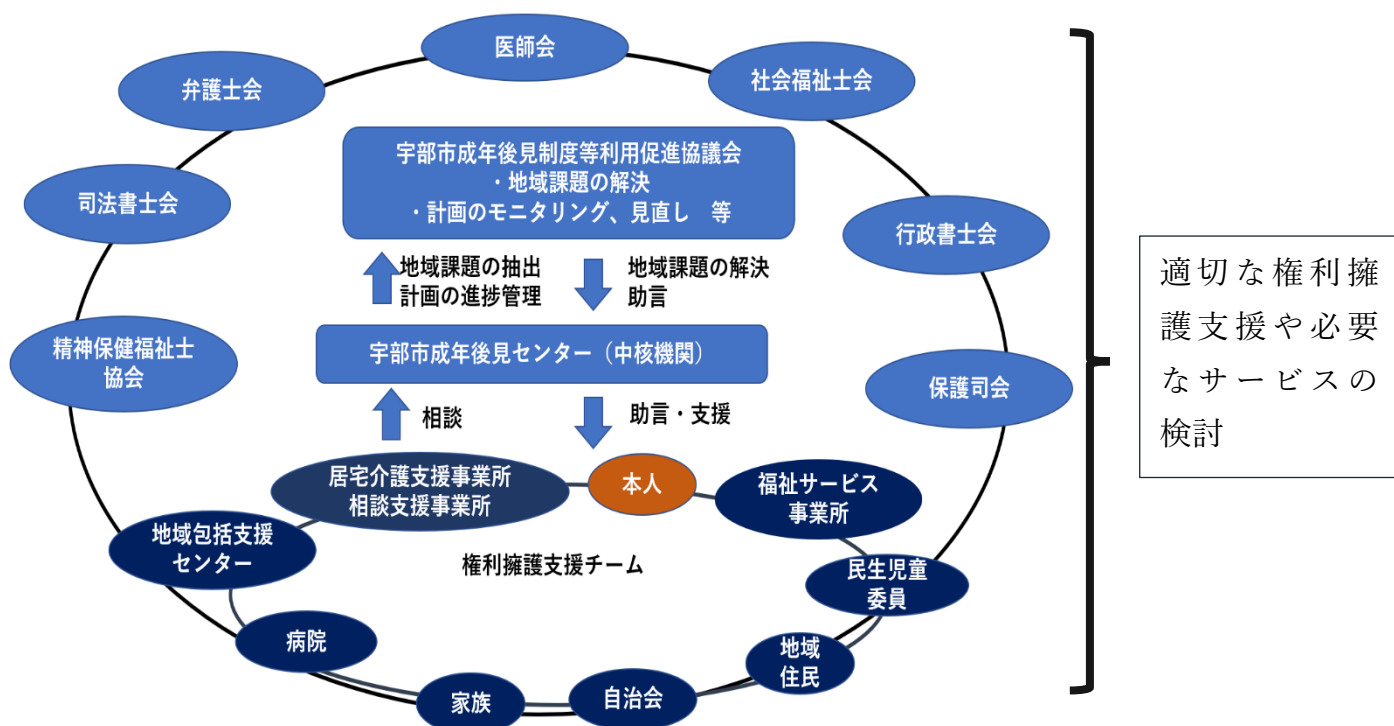 医師会
弁護士会
社会福祉士会
宇部市成年後見制度等利用促進協議会
・地域課題の解決
・計画のモニタリング、見直し　等
司法書士会
行政書士会
地域課題の抽出
計画の進捗管理
地域課題の解決
助言
適切な権利擁
護支援や必要
なサービスの
検討
精神保健福祉士
協会
宇部市成年後見センター（中核機関）
保護司会
相談
助言・支援
居宅介護支援事業所
相談支援事業所
本人
福祉サービス
事業所
地域包括支援
センター
権利擁護支援チーム
民生児童
委員
病院
地域
住民
家族
自治会